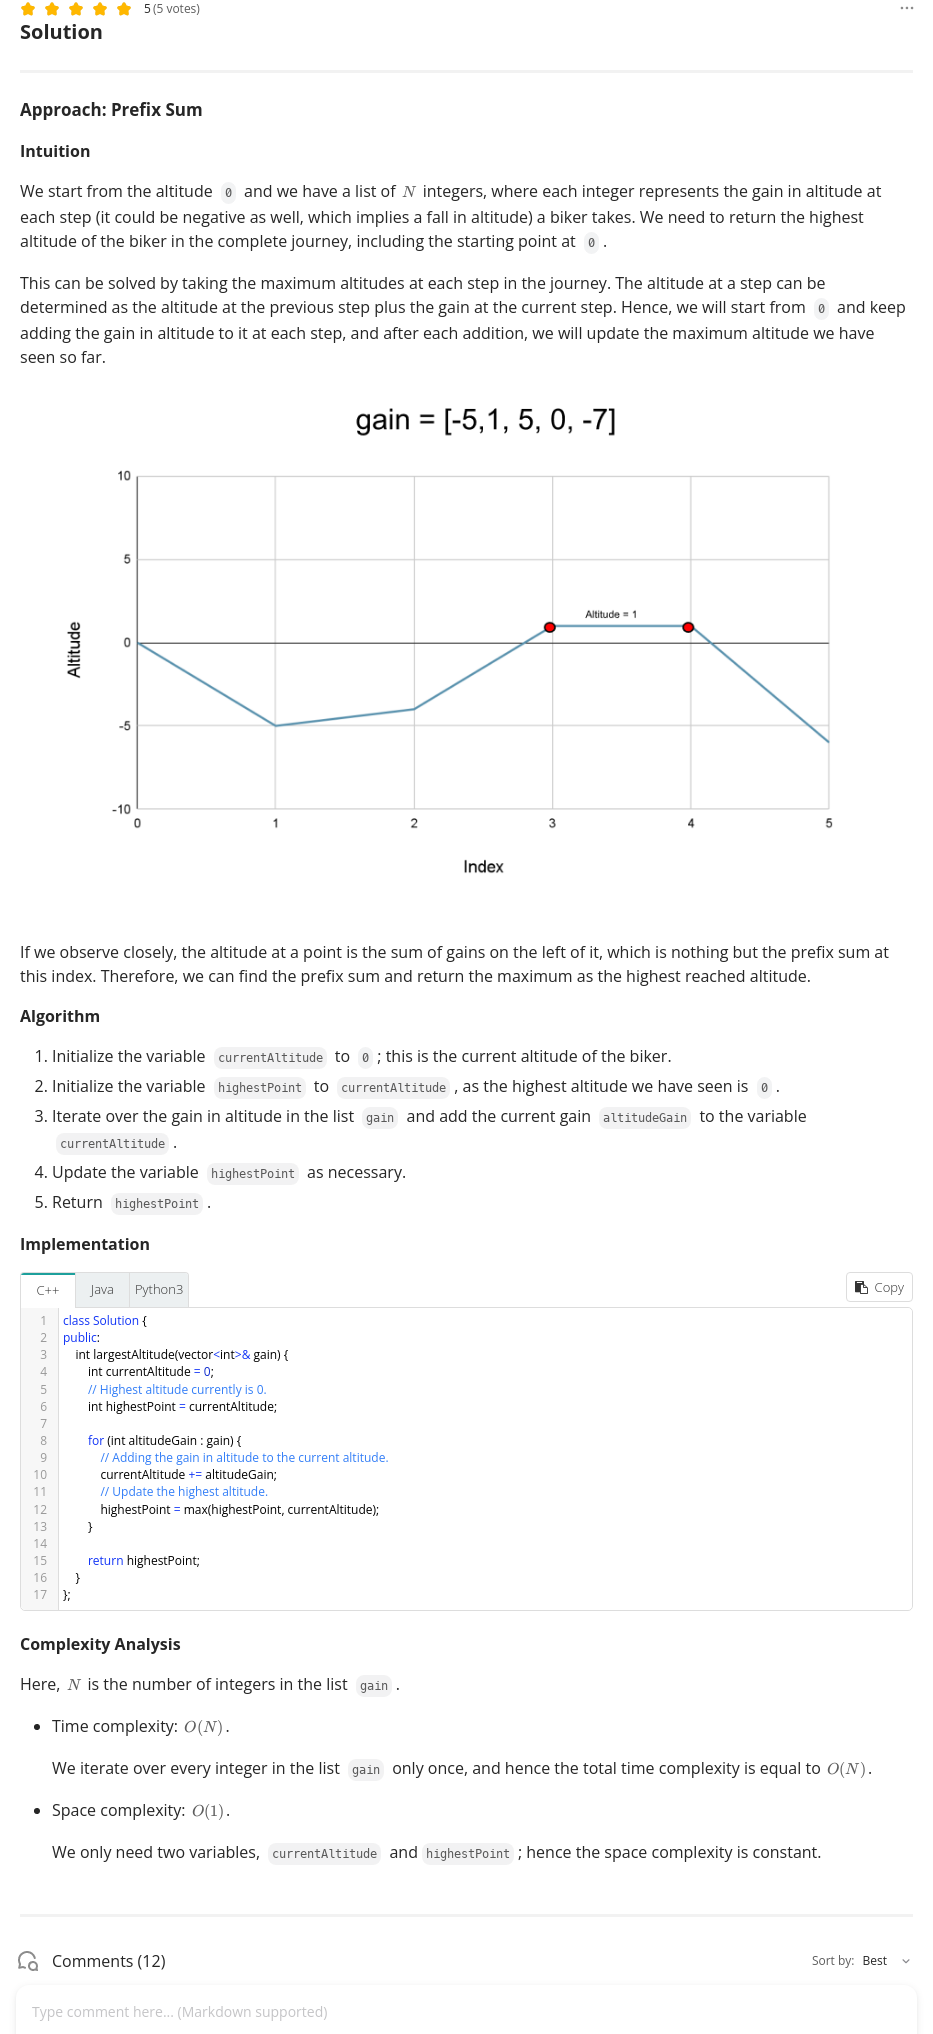 5 (5 votes)
Solution
Approach: Prefix Sum
Intuition
We start from the altitude 0 and we have a list of N integers, where each integer represents the gain in altitude at
each step (it could be negative as well, which implies a fall in altitude) a biker takes. We need to return the highest
altitude of the biker in the complete journey, including the starting point at 0 .
This can be solved by taking the maximum altitudes at each step in the journey. The altitude at a step can be
determined as the altitude at the previous step plus the gain at the current step. Hence, we will start from 0 and keep
adding the gain in altitude to it at each step, and after each addition, we will update the maximum altitude we have
seen so far.
gain = [-5,1, 5, 0, -7]
10
5
Altitude = 1
0
Altitude
-5
-10
0 1 2 3 4 5
Index
If we observe closely, the altitude at a point is the sum of gains on the left of it, which is nothing but the prefix sum at
this index. Therefore, we can find the prefix sum and return the maximum as the highest reached altitude.
Algorithm
1. Initialize the variable currentAltitude to 0 ; this is the current altitude of the biker.
2. Initialize the variable highestPoint to currentAltitude , as the highest altitude we have seen is 0 .
3. Iterate over the gain in altitude in the list gain and add the current gain altitudeGain to the variable
currentAltitude .
4. Update the variable highestPoint as necessary.
5. Return highestPoint .
Implementation
C++ Java Python3 Copy
1 class Solution {
2 public:
3 int largestAltitude(vector<int>& gain) {
4 int currentAltitude = 0;
5 // Highest altitude currently is 0.
6 int highestPoint = currentAltitude;
7
8 for (int altitudeGain : gain) {
9 // Adding the gain in altitude to the current altitude.
10 currentAltitude += altitudeGain;
11 // Update the highest altitude.
12 highestPoint = max(highestPoint, currentAltitude);
13 }
14
15 return highestPoint;
16 }
17 };
Complexity Analysis
Here, N is the number of integers in the list gain .
• Time complexity: O(N).
We iterate over every integer in the list gain only once, and hence the total time complexity is equal to O(N).
• Space complexity: O(1).
We only need two variables, currentAltitude and highestPoint ; hence the space complexity is constant.
Comments (12) Sort by: Best
Type comment here... (Markdown supported)